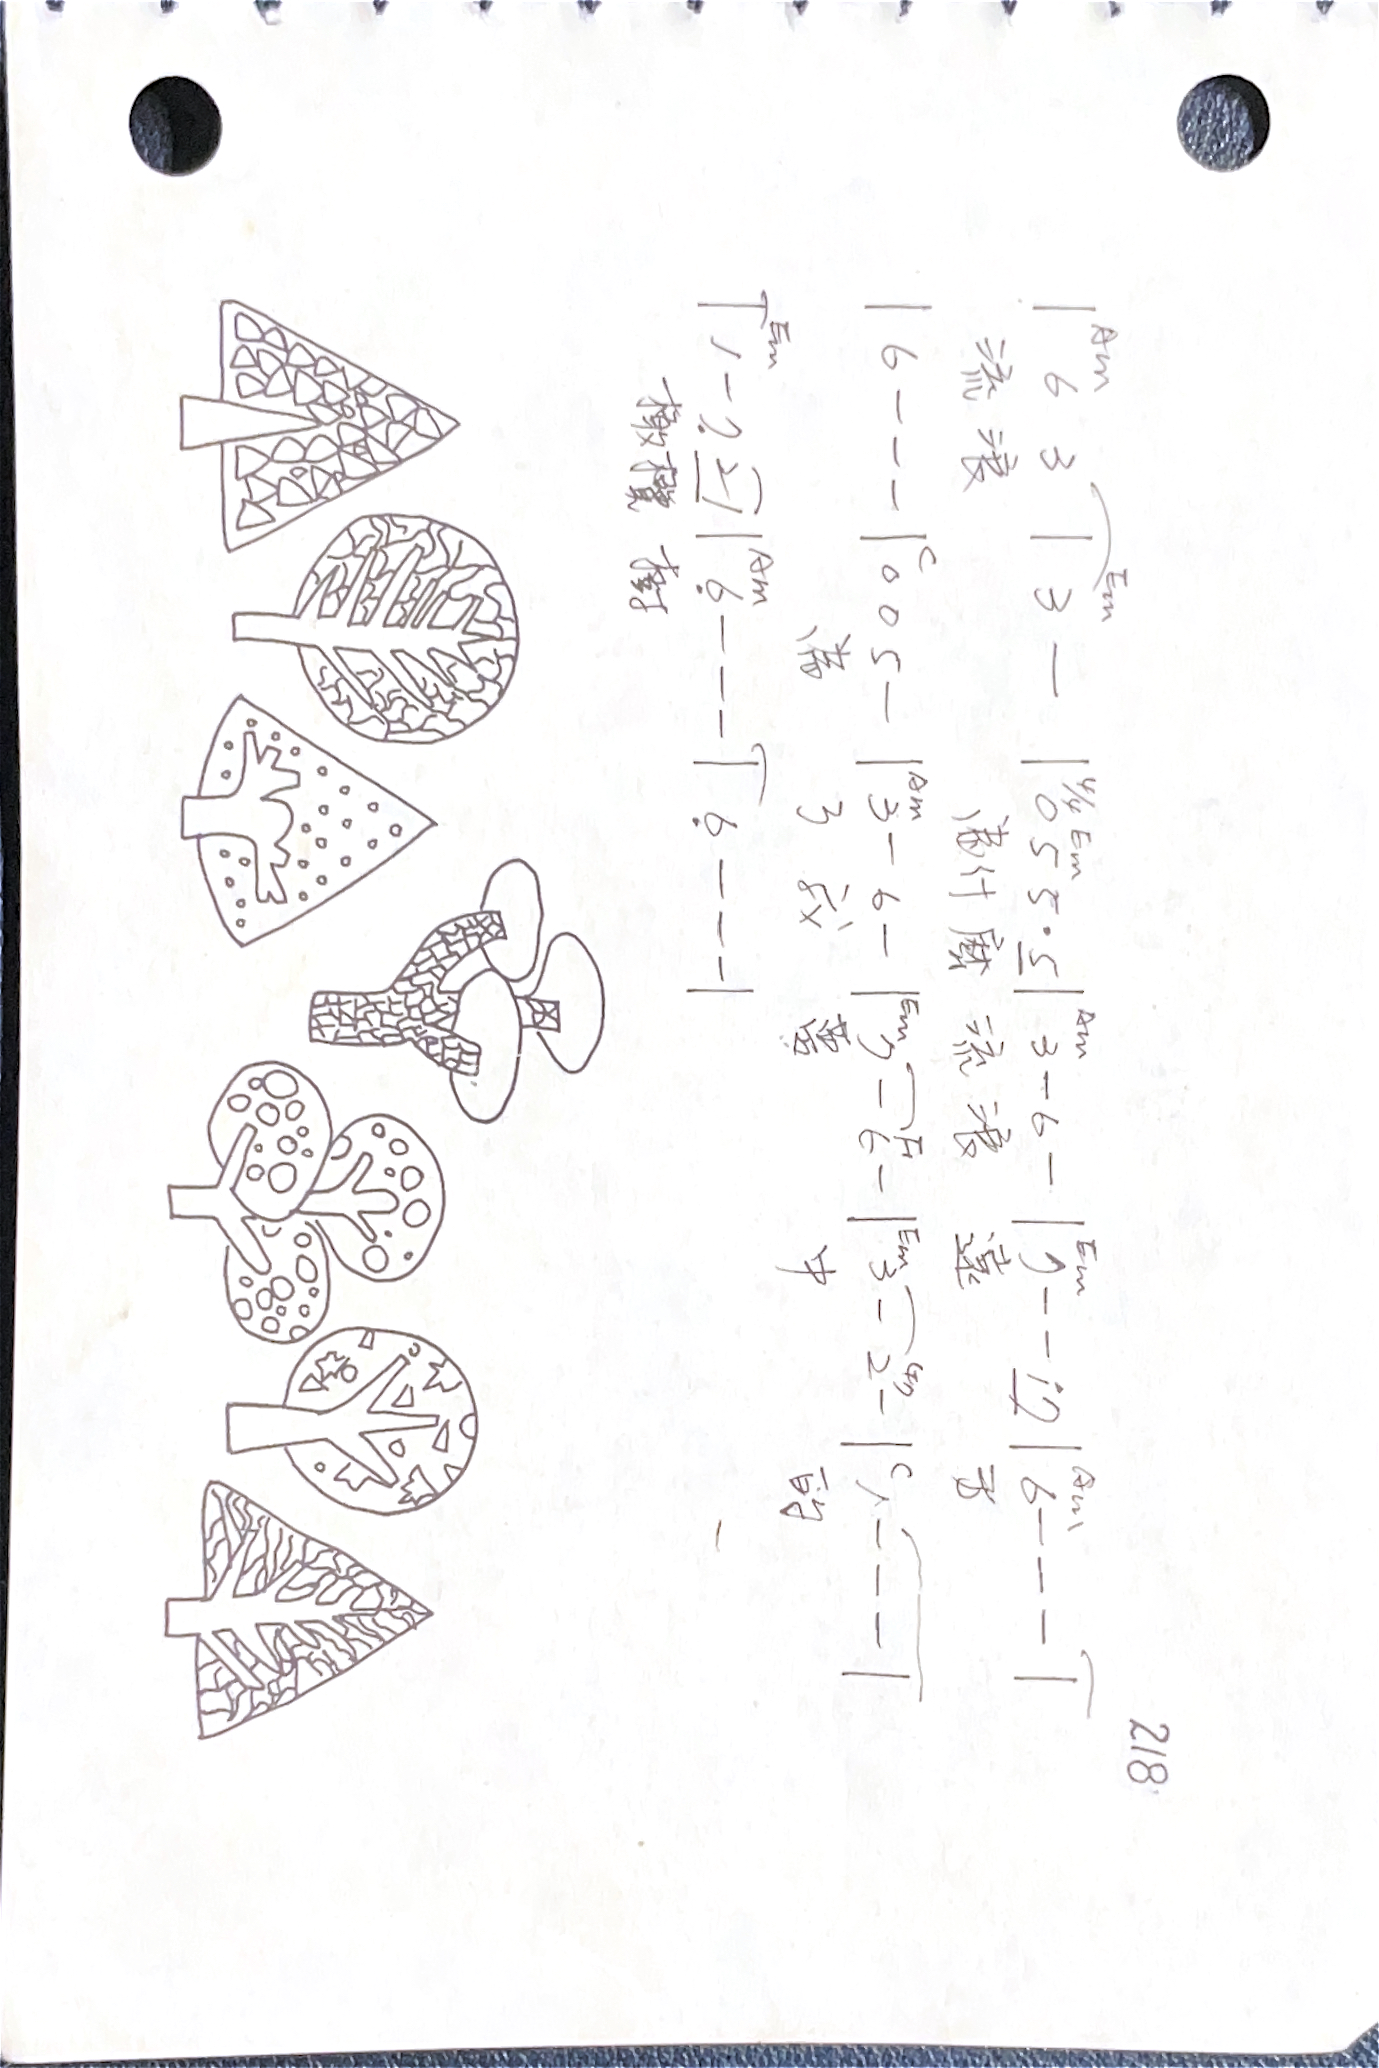 218
Am Em 4/4 Em Am Em Am
| 6 3 | 3 — | 0 5 5 · 5 | 3 - 6 - | 7 - - i7 | 6 - - - |
流 浪 為什麼 流 浪 遠 方
C Am Em F Em G7 C
| 6 - - - | 0 0 5 - | 3 - 6 - | 7 - 6 - | 3 - 2 - | 1 - - - |
為 了 我 夢 中 的
Em Am
| 1 - 7 2 1 | 6 - - - | 6 - - - |
橄欖 樹